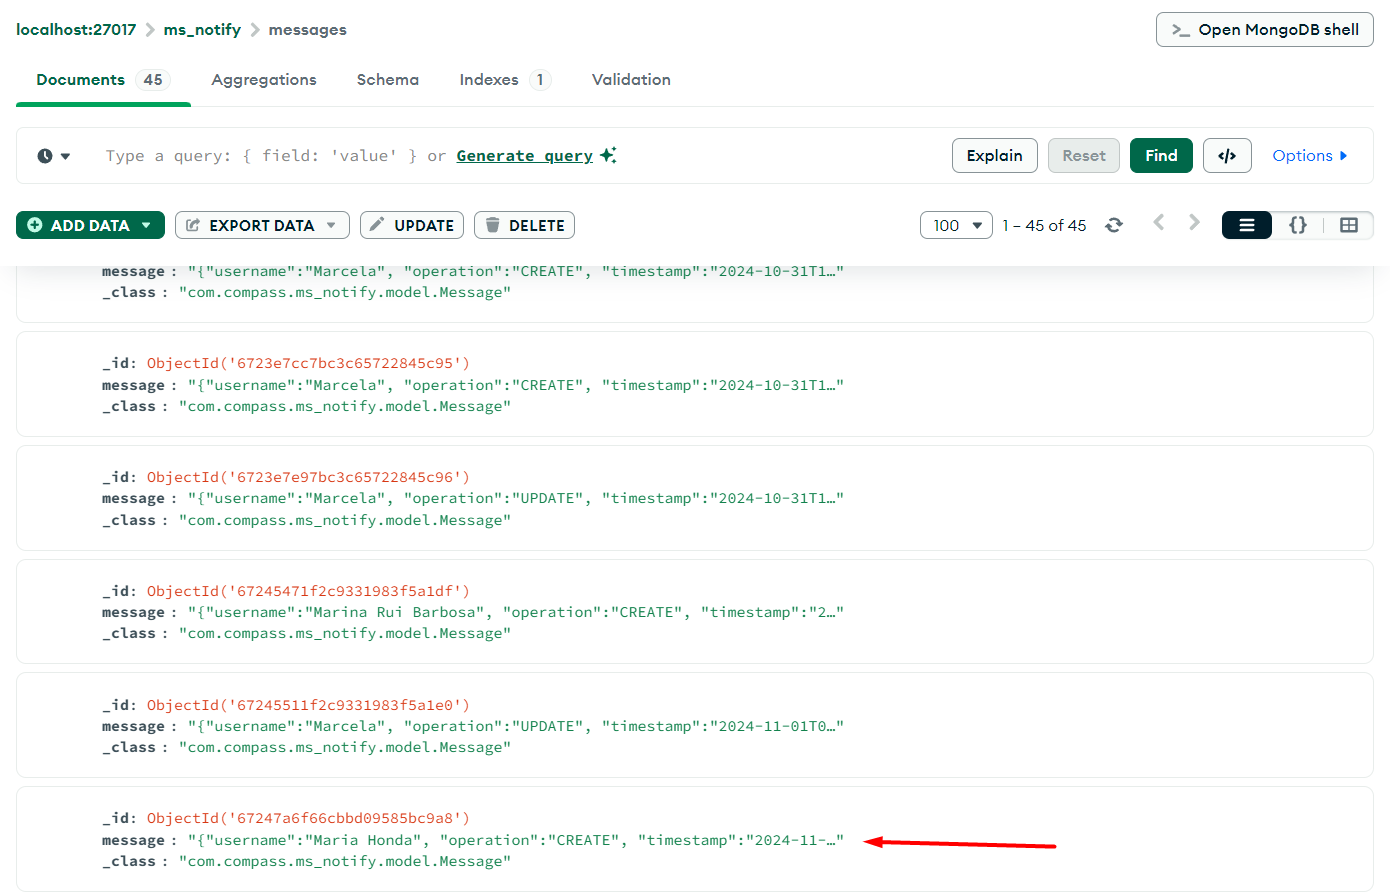 localhost:27017 > ms_notify > messages
>_ Open MongoDB shell
Documents 45 Aggregations Schema Indexes 1 Validation
Type a query: { field: 'value' } or Generate query
Explain Reset Find </> Options
ADD DATA EXPORT DATA UPDATE DELETE 100 1 – 45 of 45 {}
message : "{"username":"Marcela", "operation":"CREATE", "timestamp":"2024-10-31T1…"
_class : "com.compass.ms_notify.model.Message"
_id: ObjectId('6723e7cc7bc3c65722845c95')
message : "{"username":"Marcela", "operation":"CREATE", "timestamp":"2024-10-31T1…"
_class : "com.compass.ms_notify.model.Message"
_id: ObjectId('6723e7e97bc3c65722845c96')
message : "{"username":"Marcela", "operation":"UPDATE", "timestamp":"2024-10-31T1…"
_class : "com.compass.ms_notify.model.Message"
_id: ObjectId('67245471f2c9331983f5a1df')
message : "{"username":"Marina Rui Barbosa", "operation":"CREATE", "timestamp":"2…"
_class : "com.compass.ms_notify.model.Message"
_id: ObjectId('67245511f2c9331983f5a1e0')
message : "{"username":"Marcela", "operation":"UPDATE", "timestamp":"2024-11-01T0…"
_class : "com.compass.ms_notify.model.Message"
_id: ObjectId('67247a6f66cbbd09585bc9a8')
message : "{"username":"Maria Honda", "operation":"CREATE", "timestamp":"2024-11-…"
_class : "com.compass.ms_notify.model.Message"